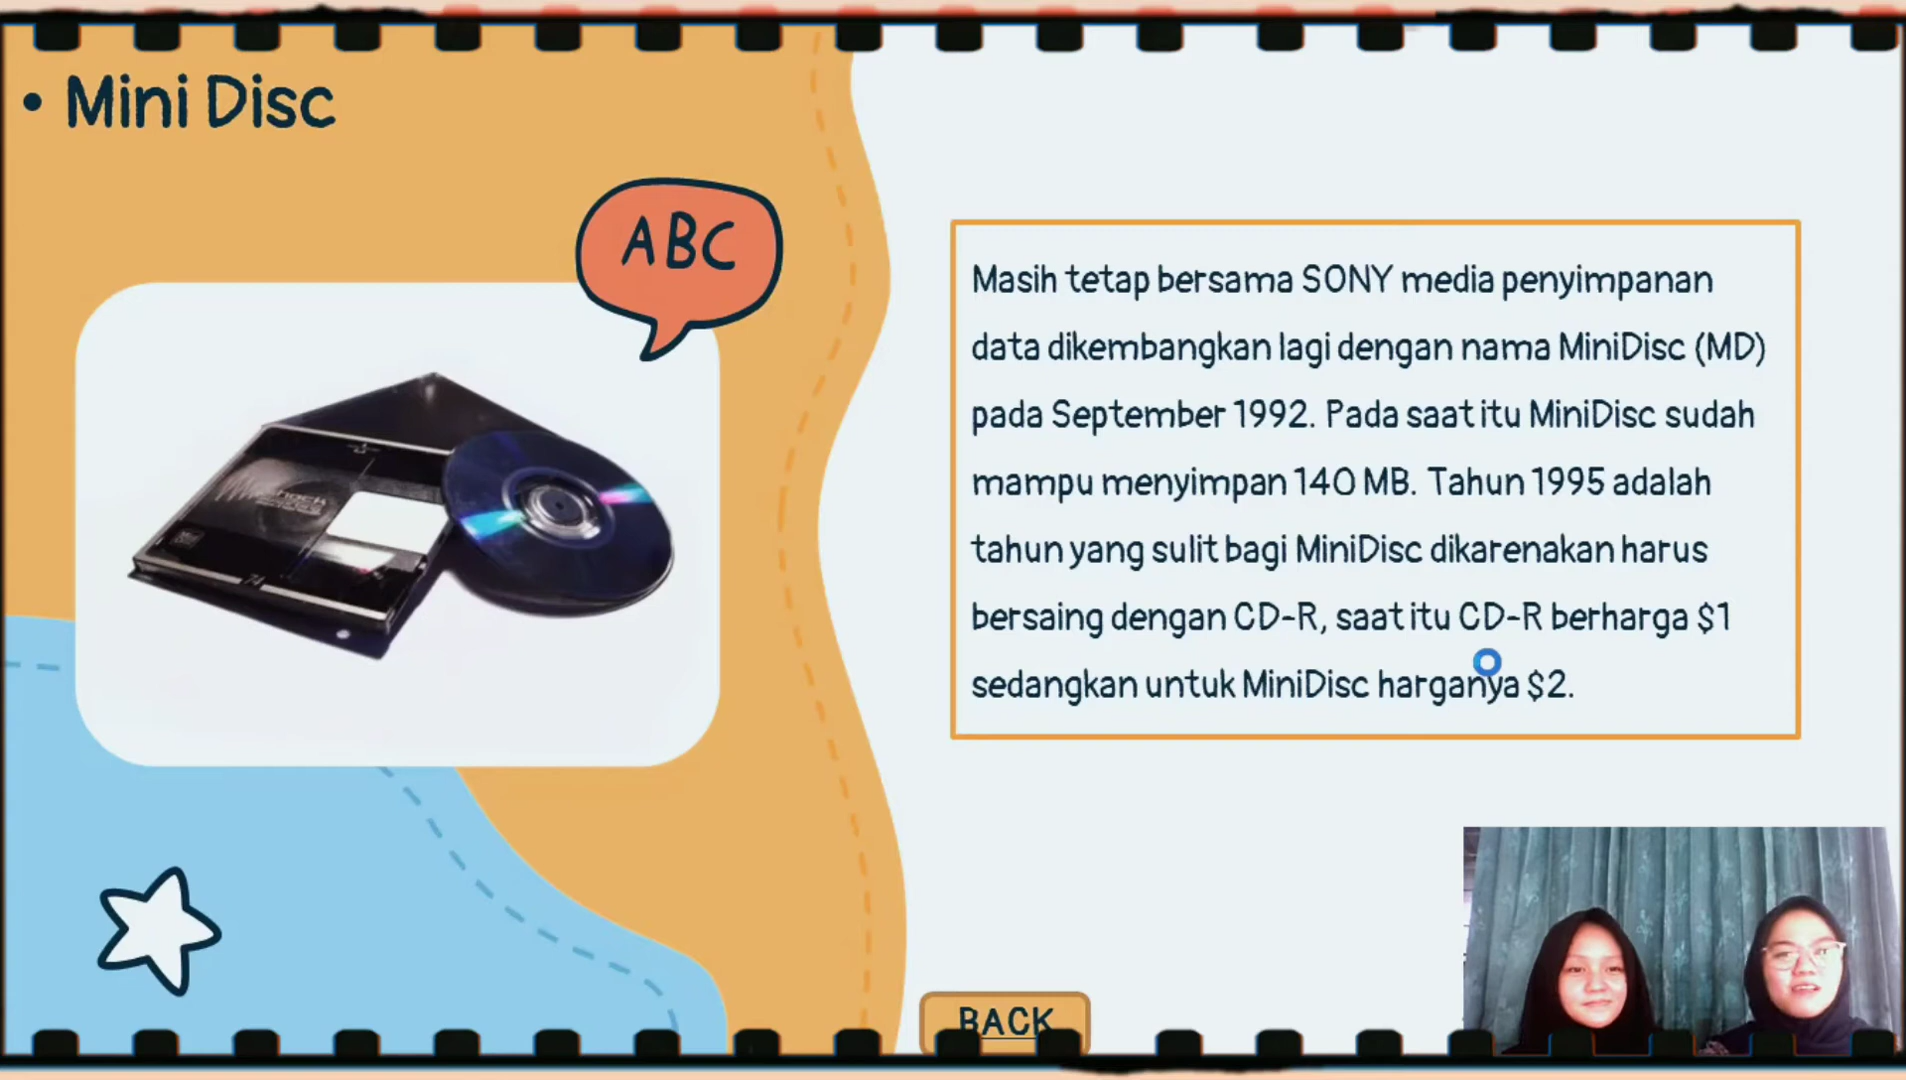 • Mini Disc
ABC
Masih tetap bersama SONY media penyimpanan
data dikembangkan lagi dengan nama MiniDisc (MD)
pada September 1992. Pada saat itu MiniDisc sudah
mampu menyimpan 140 MB. Tahun 1995 adalah
tahun yang sulit bagi MiniDisc dikarenakan harus
bersaing dengan CD-R, saat itu CD-R berharga $1
sedangkan untuk MiniDisc harganya $2.
74
BACK